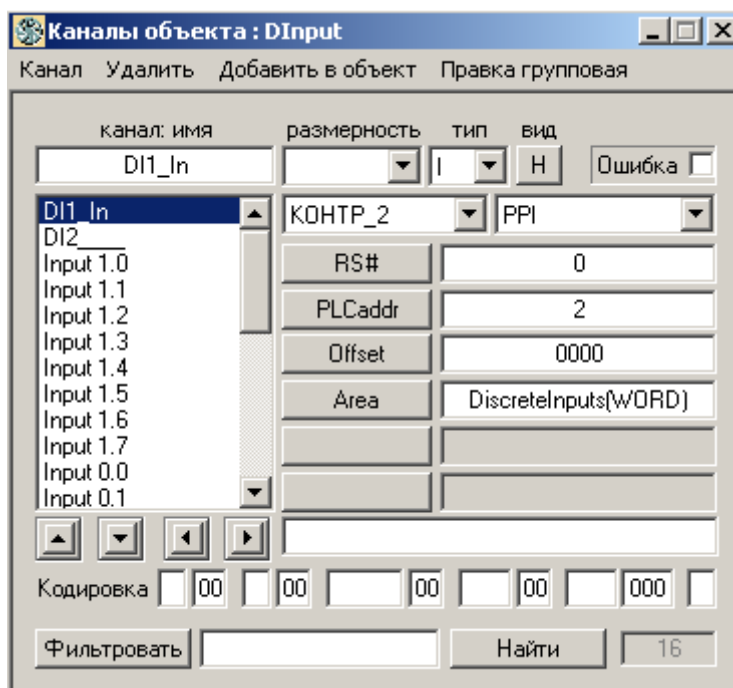 Каналы объекта : DInput
Канал Удалить Добавить в объект Правка групповая
канал: имя размерность тип вид
DI1_In I Н Ошибка
DI1_In КОНТР_2 PPI
DI2____
Input 1.0 RS# 0
Input 1.1
Input 1.2 PLCaddr 2
Input 1.3
Input 1.4 Offset 0000
Input 1.5
Input 1.6 Area DiscreteInputs(WORD)
Input 1.7
Input 0.0
Input 0.1
Кодировка 00 00 00 00 000
Фильтровать Найти 16